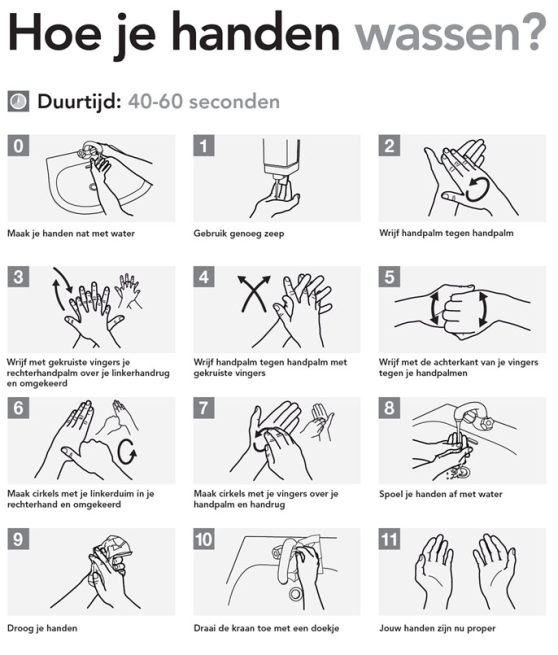 Hoe je handen wassen?
Duurtijd: 40-60 seconden
0
Maak je handen nat met water
1
Gebruik genoeg zeep
2
Wrijf handpalm tegen handpalm
3
Wrijf met gekruiste vingers je
rechterhandpalm over je linkerhandrug
en omgekeerd
4
Wrijf handpalm tegen handpalm met
gekruiste vingers
5
Wrijf met de achterkant van je vingers
tegen je handpalmen
6
Maak cirkels met je linkerduim in je
rechterhand en omgekeerd
7
Maak cirkels met je vingers over je
handpalm en handrug
8
Spoel je handen af met water
9
Droog je handen
10
Draai de kraan toe met een doekje
11
Jouw handen zijn nu proper